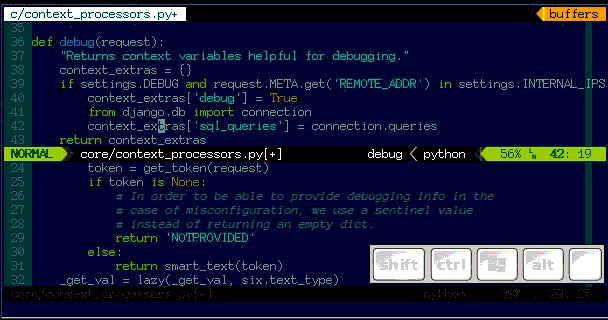 c/context_processors.py+ buffers
35
36 def debug(request):
37 "Returns context variables helpful for debugging."
38 context_extras = {}
39 if settings.DEBUG and request.META.get('REMOTE_ADDR') in settings.INTERNAL_IPS
40 context_extras['debug'] = True
41 from django.db import connection
42 context_extras['sql_queries'] = connection.queries
43 return context_extras
NORMAL core/context_processors.py[+] debug < python 56% 42: 19
24 token = get_token(request)
25 if token is None:
26 # In order to be able to provide debugging info in the
27 # case of misconfiguration, we use a sentinel value
28 # instead of returning an empty dict.
29 return 'NOTPROVIDED'
30 else:
31 return smart_text(token)
32 _get_val = lazy(_get_val, six.text_type)
core/context_processors.py[-] python
shift ctrl alt